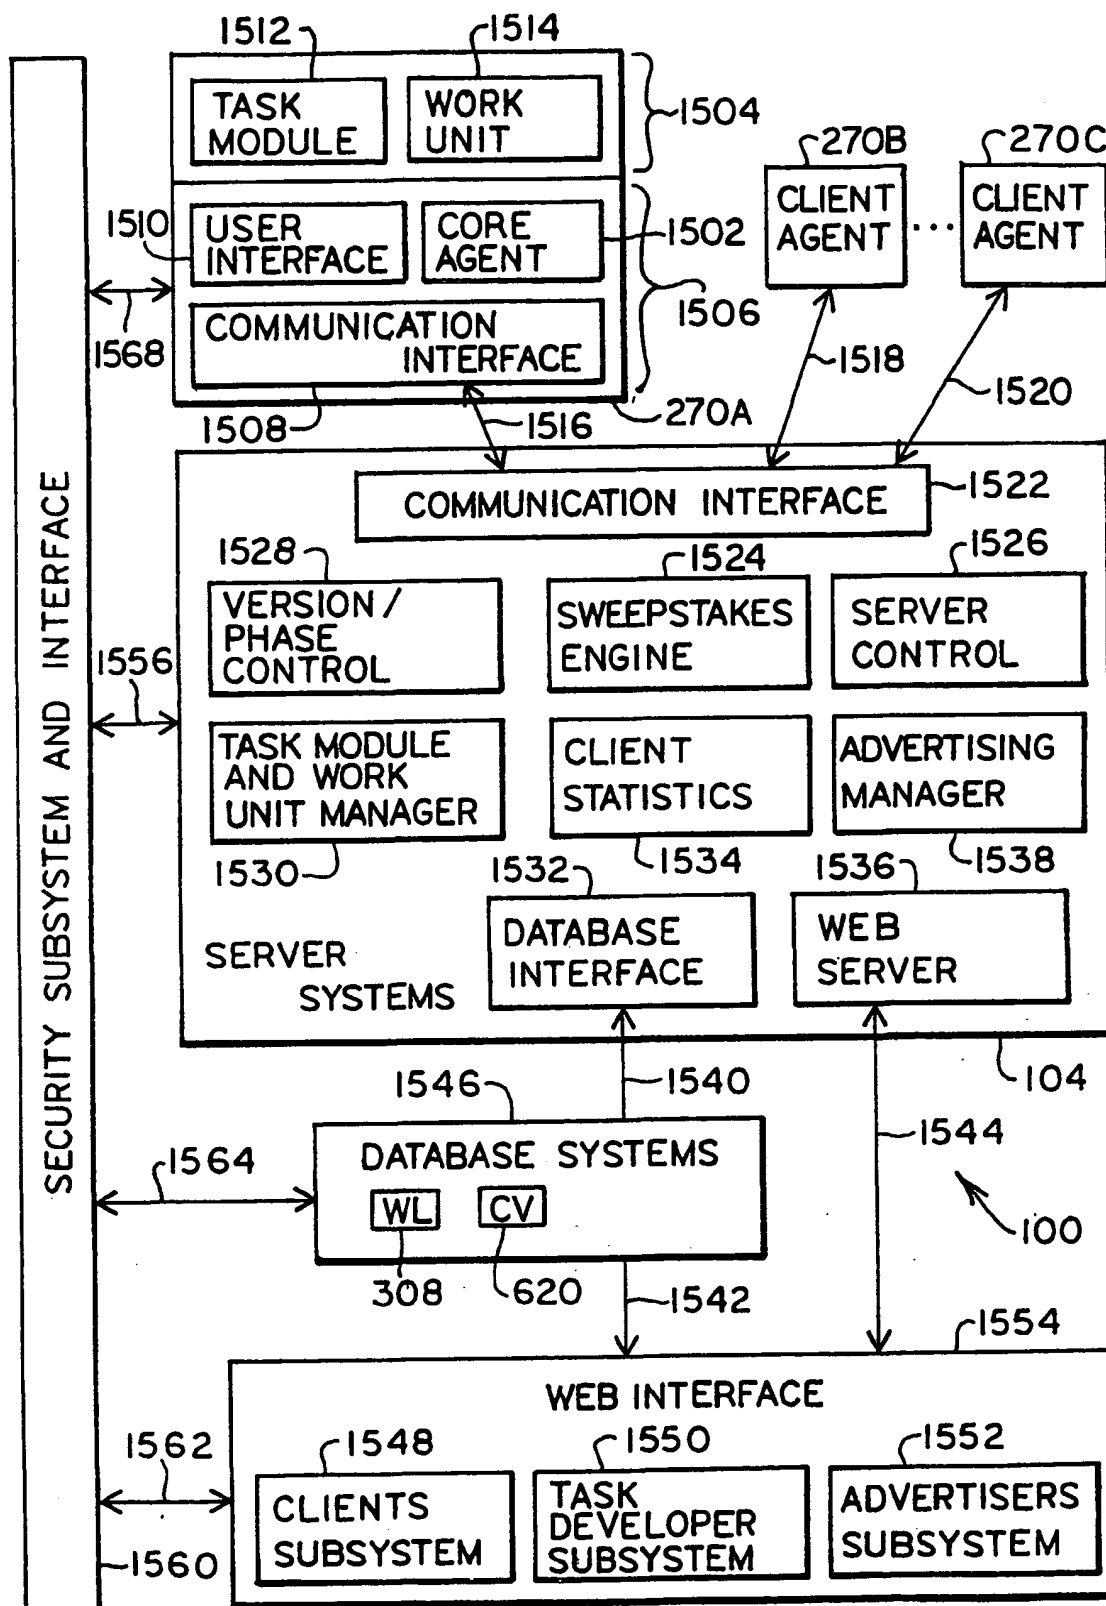 1512
1514
TASK
MODULE
WORK
UNIT
1504
270B
270C
CLIENT
AGENT
...
CLIENT
AGENT
1510
USER
INTERFACE
CORE
AGENT
1502
1506
1568
COMMUNICATION
INTERFACE
1518
1520
1508
1516
270A
SECURITY SUBSYSTEM AND INTERFACE
COMMUNICATION INTERFACE
1522
1528
1524
1526
VERSION/
PHASE
CONTROL
SWEEPSTAKES
ENGINE
SERVER
CONTROL
1556
TASK MODULE
AND WORK
UNIT MANAGER
CLIENT
STATISTICS
ADVERTISING
MANAGER
1530
1532
1534
1536
1538
SERVER
SYSTEMS
DATABASE
INTERFACE
WEB
SERVER
1546
1540
104
1544
DATABASE SYSTEMS
1564
WL
CV
100
308
620
1542
1554
WEB INTERFACE
1562
1548
1550
1552
CLIENTS
SUBSYSTEM
TASK
DEVELOPER
SUBSYSTEM
ADVERTISERS
SUBSYSTEM
1560